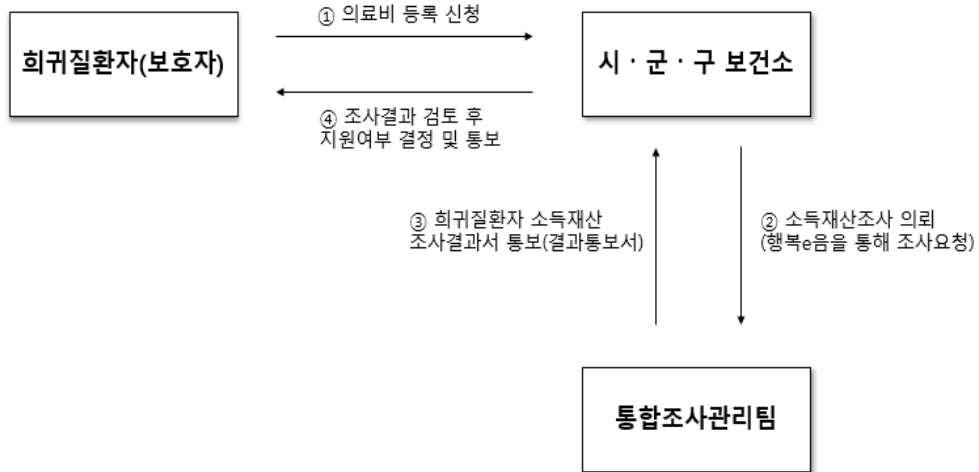 ① 의료비 등록 신청
희귀질환자(보호자)
시 · 군 · 구 보건소
④ 조사결과 검토 후
지원여부 결정 및 통보
③ 희귀질환자 소득재산
조사결과서 통보(결과통보서)
② 소득재산조사 의뢰
(행복e음을 통해 조사요청)
통합조사관리팀